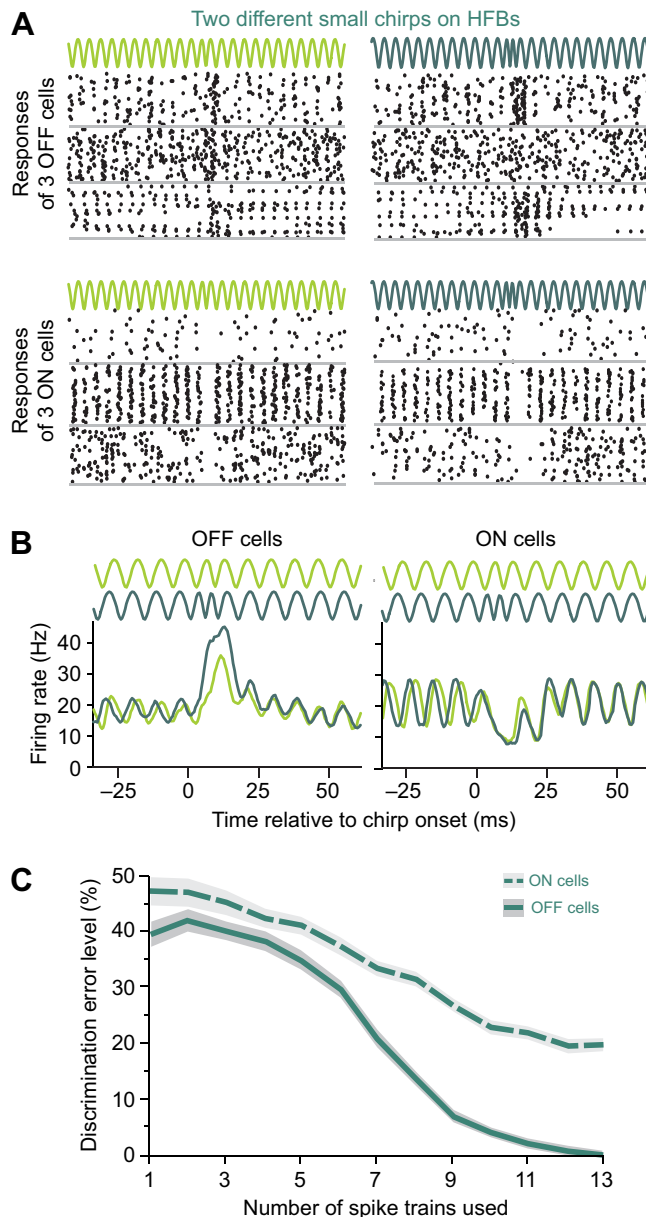 A
Two different small chirps on HFBs
Responses
of 3 OFF cells
Responses
of 3 ON cells
B
OFF cells
ON cells
Firing rate (Hz)
40
30
20
10
0
–25
0
25
50
–25
0
25
50
Time relative to chirp onset (ms)
C
Discrimination error level (%)
50
40
30
20
10
0
ON cells
OFF cells
1
3
5
7
9
11
13
Number of spike trains used